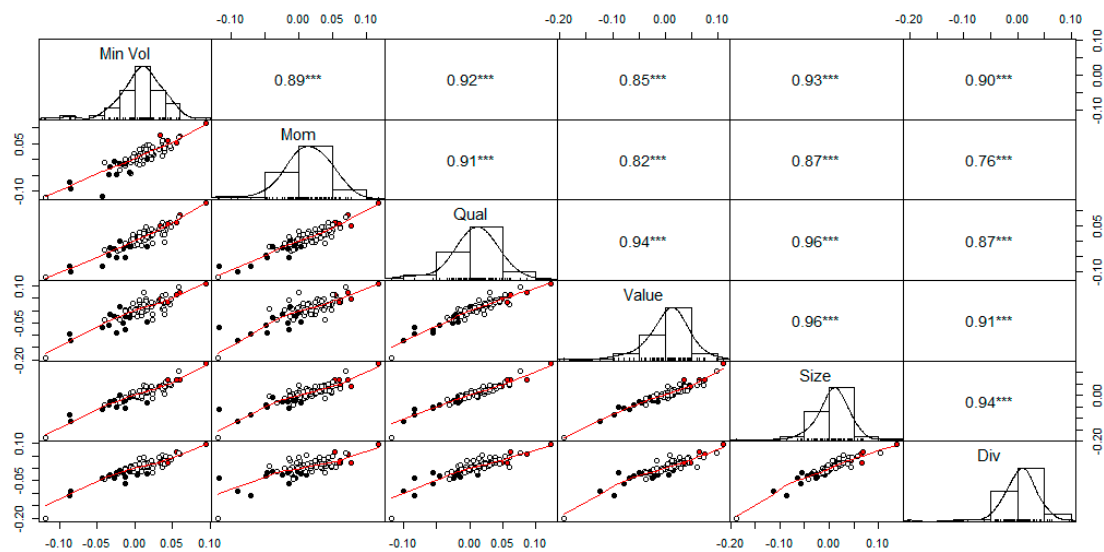 -0.10 0.00 0.05 -0.10 0.00 0.05 -0.20 -0.10 0.00 0.10
Min Vol
0.89*** 0.92*** 0.85*** 0.93*** 0.90***
-0.10 0.00 0.10
Mom
-0.10 0.05
0.91*** 0.82*** 0.87*** 0.76***
Qual
0.94*** 0.96*** 0.87***
-0.10 0.05
Value
-0.20 -0.05 0.10
0.96*** 0.91***
Size
0.94***
-0.20 0.00
Div
-0.20 -0.05 0.10
-0.10 -0.05 0.00 0.05 0.10 -0.10 0.00 0.05 0.10 -0.20 -0.10 0.00 0.10 -0.20 -0.10 0.00 0.10